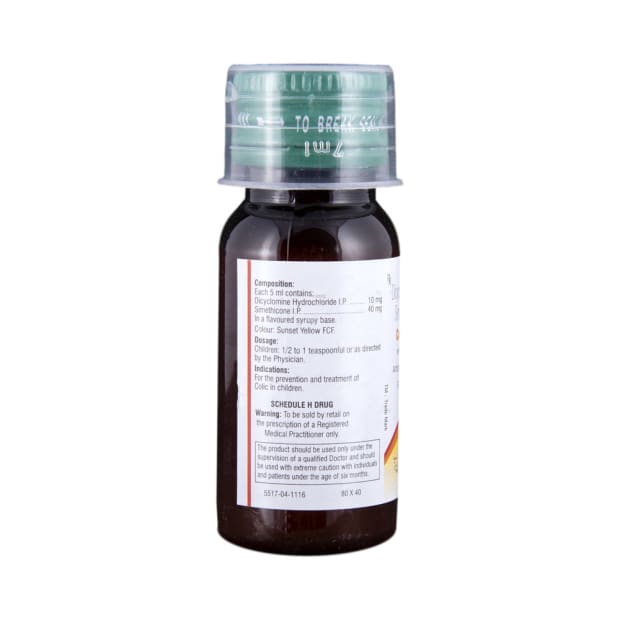 TO BREAK SEAL
7ml
Composition:
Each 5 ml contains:
Dicyclomine Hydrochloride I.P. ....... 10 mg
Simethicone I.P. ....................... 40 mg
In a flavoured syrupy base.
Colour: Sunset Yellow FCF.
Dosage:
Children: 1/2 to 1 teaspoonful or as directed
by the Physician.
Indications:
For the prevention and treatment of
Colic in children.
SCHEDULE H DRUG
Warning: To be sold by retail on
the prescription of a Registered
Medical Practitioner only.
The product should be used only under the
supervision of a qualified Doctor and should
be used with extreme caution with individuals
and patients under the age of six months.
5517-04-1116 80 X 40
TM - Trade Mark